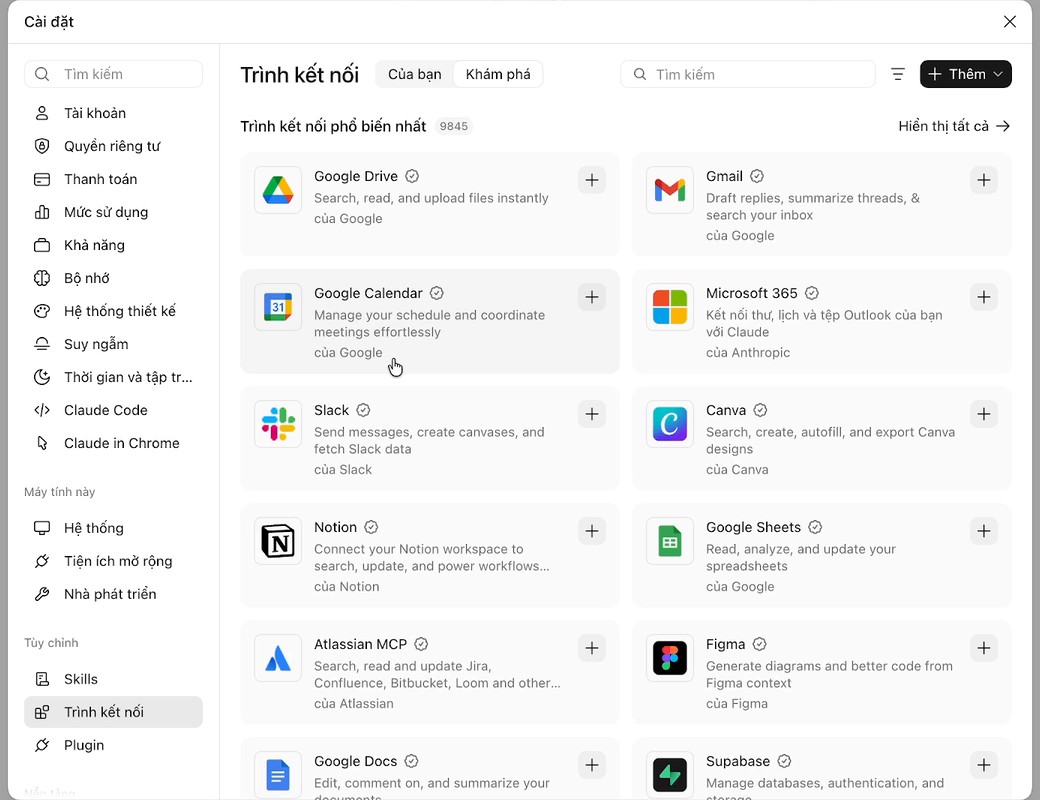 Cài đặt
Tìm kiếm
Tài khoản
Quyền riêng tư
Thanh toán
Mức sử dụng
Khả năng
Bộ nhớ
Hệ thống thiết kế
Suy ngẫm
Thời gian và tập tr...
Claude Code
Claude in Chrome
Máy tính này
Hệ thống
Tiện ích mở rộng
Nhà phát triển
Tùy chỉnh
Skills
Trình kết nối
Plugin
Nền tảng
Trình kết nối
Của bạn
Khám phá
Tìm kiếm
Thêm
Trình kết nối phổ biến nhất 9845
Hiển thị tất cả
Google Drive
Search, read, and upload files instantly
của Google
Gmail
Draft replies, summarize threads, &
search your inbox
của Google
31
Google Calendar
Manage your schedule and coordinate
meetings effortlessly
của Google
Microsoft 365
Kết nối thư, lịch và tệp Outlook của bạn
với Claude
của Anthropic
Slack
Send messages, create canvases, and
fetch Slack data
của Slack
C
Canva
Search, create, autofill, and export Canva
designs
của Canva
N
Notion
Connect your Notion workspace to
search, update, and power workflows...
của Notion
Google Sheets
Read, analyze, and update your
spreadsheets
của Google
Atlassian MCP
Search, read and update Jira,
Confluence, Bitbucket, Loom and other...
của Atlassian
Figma
Generate diagrams and better code from
Figma context
của Figma
Google Docs
Edit, comment on, and summarize your
documents
Supabase
Manage databases, authentication, and
storage